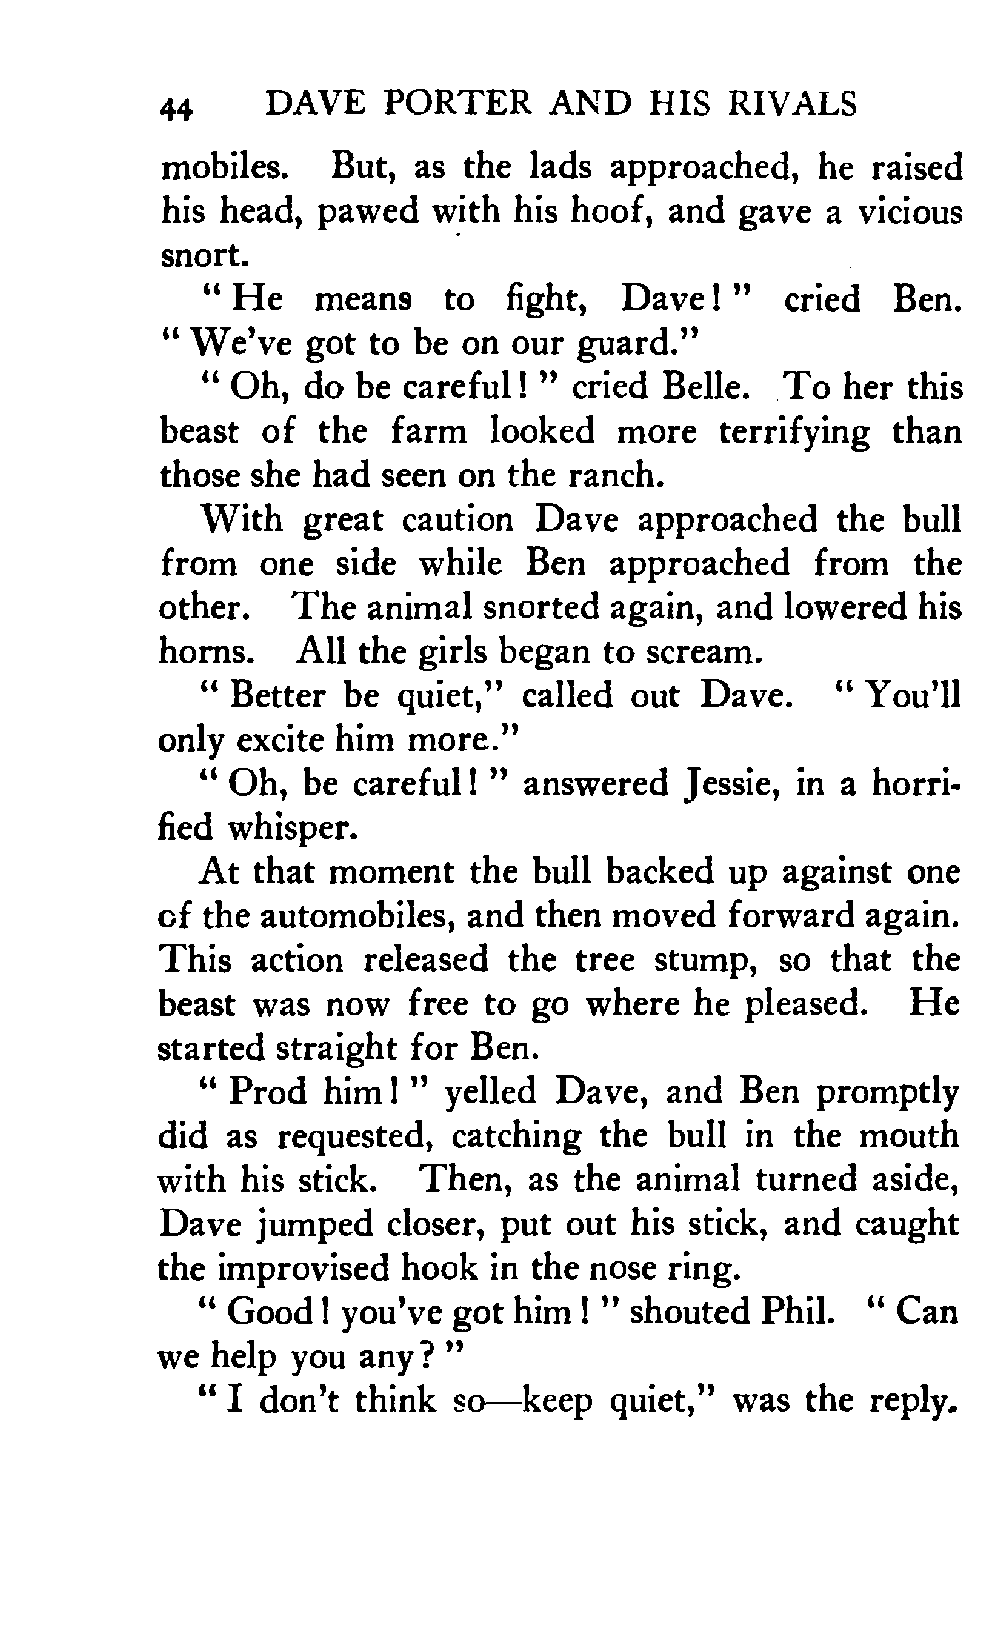 44 DAVE PORTER AND HIS RIVALS
mobiles. But, as the lads approached, he raised
his head, pawed with his hoof, and gave a vicious
snort.
" He means to fight, Dave! " cried Ben.
" We've got to be on our guard."
" Oh, do be careful! " cried Belle. To her this
beast of the farm looked more terrifying than
those she had seen on the ranch.
With great caution Dave approached the bull
from one side while Ben approached from the
other. The animal snorted again, and lowered his
horns. All the girls began to scream.
" Better be quiet," called out Dave. " You'll
only excite him more."
" Oh, be careful! " answered Jessie, in a horri-
fied whisper.
At that moment the bull backed up against one
of the automobiles, and then moved forward again.
This action released the tree stump, so that the
beast was now free to go where he pleased. He
started straight for Ben.
" Prod him! " yelled Dave, and Ben promptly
did as requested, catching the bull in the mouth
with his stick. Then, as the animal turned aside,
Dave jumped closer, put out his stick, and caught
the improvised hook in the nose ring.
" Good! you've got him! " shouted Phil. " Can
we help you any? "
" I don't think so—keep quiet," was the reply.